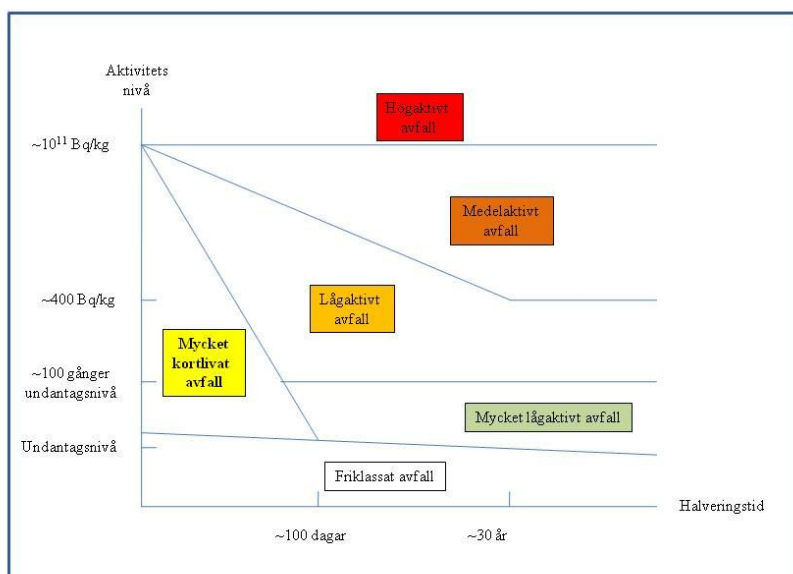 Aktivitets
nivå
Högaktivt
avfall
~10¹¹ Bq/kg
Medelaktivt
avfall
~400 Bq/kg
Lågaktivt
avfall
Mycket
kortlivat
avfall
~100 gånger
undantagsnivå
Mycket lågaktivt avfall
Undantagsnivå
Friklassat avfall
Halveringstid
~100 dagar
~30 år